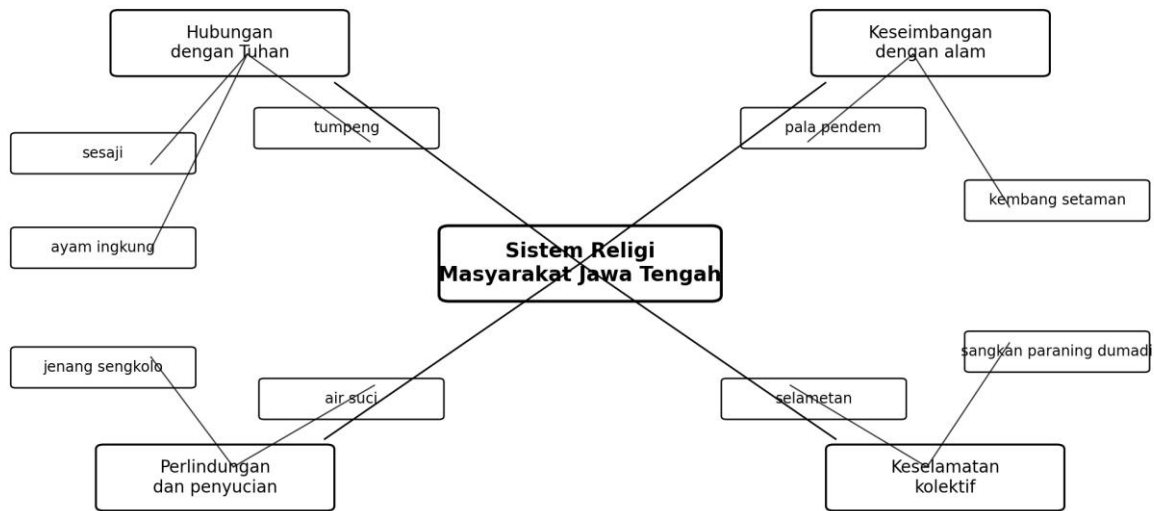 Hubungan
dengan Tuhan
Keseimbangan
dengan alam
tumpeng
pala pendem
sesaji
kembang setaman
ayam ingkung
Sistem Religi
Masyarakat Jawa Tengah
sangkan paraning dumadi
jenang sengkolo
air suci
selametan
Perlindungan
dan penyucian
Keselamatan
kolektif